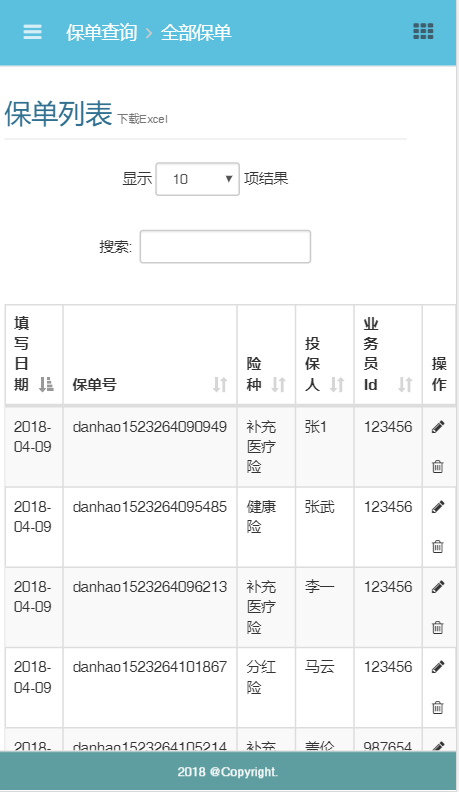 保单查询 > 全部保单
保单列表 下载Excel
显示 10 项结果
搜索:
填写日期 保单号 险种 投保人 业务员Id 操作
2018-04-09 danhao1523264090949 补充医疗险 张1 123456
2018-04-09 danhao1523264095485 健康险 张武 123456
2018-04-09 danhao1523264096213 补充医疗险 李一 123456
2018-04-09 danhao1523264101867 分红险 马云 123456
2018- danhao1523264105214 补充 盖伦 987654
2018 @Copyright.